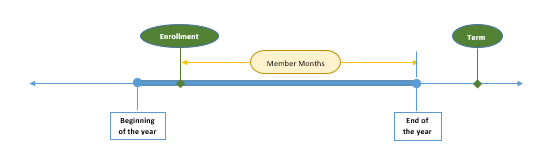 Enrollment
Term
Member Months
Beginning
of the year
End of
the year